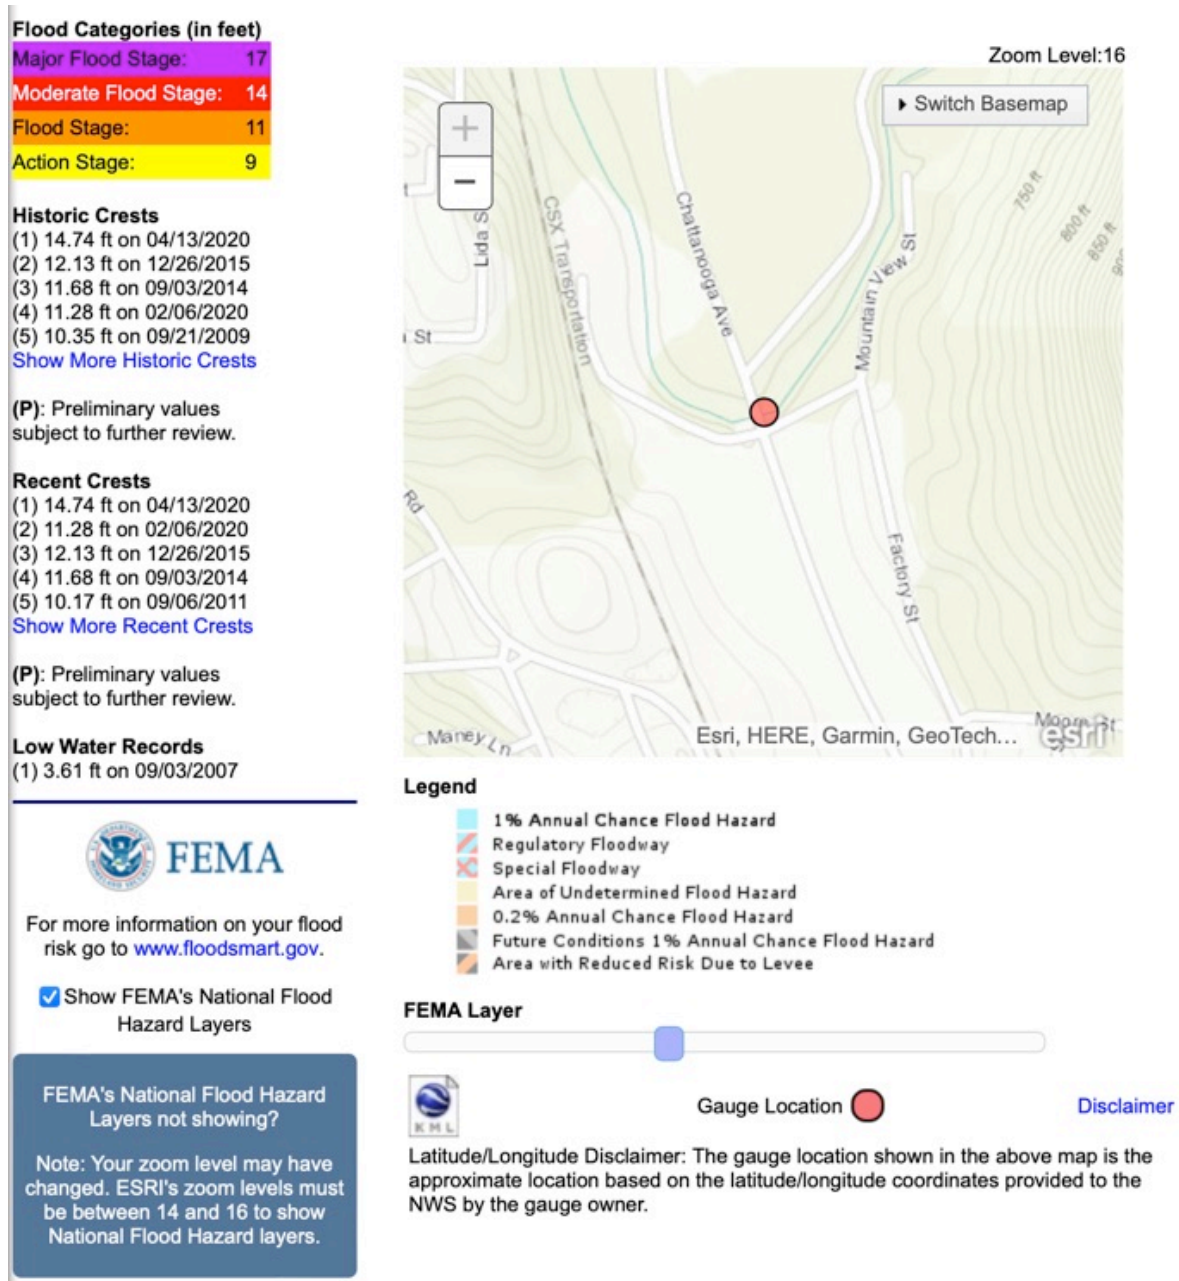 Flood Categories (in feet)
Major Flood Stage: 17
Moderate Flood Stage: 14
Flood Stage: 11
Action Stage: 9
Historic Crests
(1) 14.74 ft on 04/13/2020
(2) 12.13 ft on 12/26/2015
(3) 11.68 ft on 09/03/2014
(4) 11.28 ft on 02/06/2020
(5) 10.35 ft on 09/21/2009
Show More Historic Crests
(P): Preliminary values
subject to further review.
Recent Crests
(1) 14.74 ft on 04/13/2020
(2) 11.28 ft on 02/06/2020
(3) 12.13 ft on 12/26/2015
(4) 11.68 ft on 09/03/2014
(5) 10.17 ft on 09/06/2011
Show More Recent Crests
(P): Preliminary values
subject to further review.
Low Water Records
(1) 3.61 ft on 09/03/2007
FEMA
For more information on your flood
risk go to www.floodsmart.gov.
Show FEMA's National Flood
Hazard Layers
FEMA's National Flood Hazard
Layers not showing?
Note: Your zoom level may have
changed. ESRI's zoom levels must
be between 14 and 16 to show
National Flood Hazard layers.
Zoom Level:16
+
−
Switch Basemap
Lida S
CSX Transportation
Chattanooga Ave
Mountain View St
750 ft
800 ft
850 ft
St
Rd
Factory St
Maney Ln
Esri, HERE, Garmin, GeoTech...
esri
Legend
1% Annual Chance Flood Hazard
Regulatory Floodway
Special Floodway
Area of Undetermined Flood Hazard
0.2% Annual Chance Flood Hazard
Future Conditions 1% Annual Chance Flood Hazard
Area with Reduced Risk Due to Levee
FEMA Layer
KML
Gauge Location
Disclaimer
Latitude/Longitude Disclaimer: The gauge location shown in the above map is the
approximate location based on the latitude/longitude coordinates provided to the
NWS by the gauge owner.